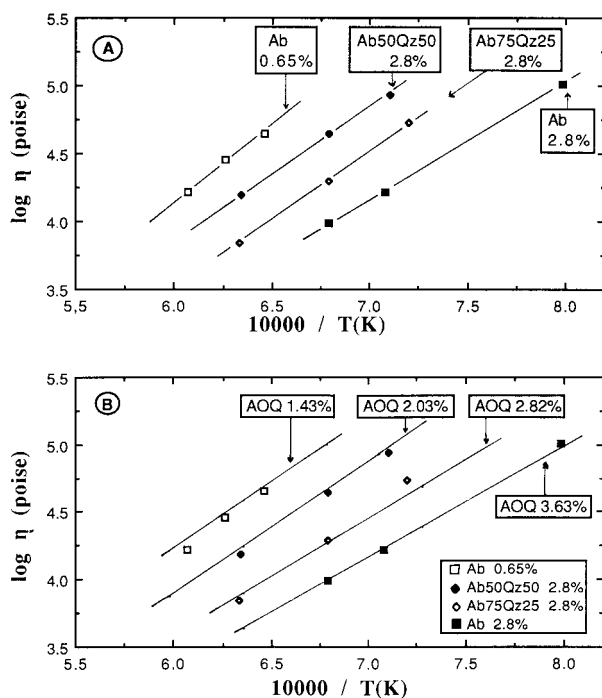 A
Ab
0.65%
Ab50Qz50
2.8%
Ab75Qz25
2.8%
Ab
2.8%
5.5
5.0
4.5
4.0
3.5
log η (poise)
5,5
6.0
6.5
7.0
7.5
8.0
10000 / T(K)
B
AOQ 1.43%
AOQ 2.03%
AOQ 2.82%
AOQ 3.63%
5.5
5.0
4.5
4.0
3.5
log η (poise)
Ab 0.65%
Ab50Qz50 2.8%
Ab75Qz25 2.8%
Ab 2.8%
5.5
6.0
6.5
7.0
7.5
8.0
10000 / T(K)